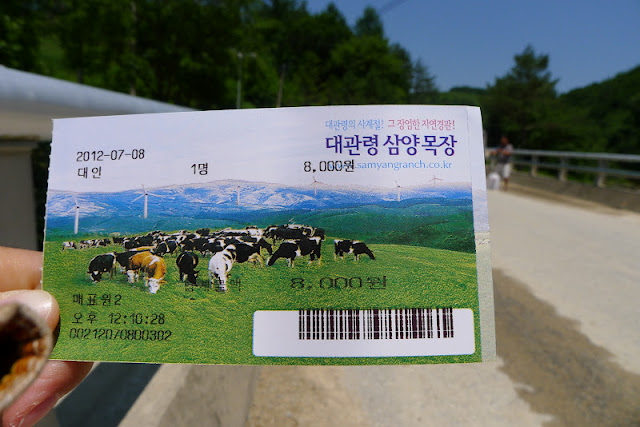 대관령의 사계절! 그 장엄한 자연경관!
대관령 삼양목장
2012-07-08
대인 1명 8,000원
.samyangranch.co.kr
8,000원
매표원2
오후 12:10:28
002120/0800302